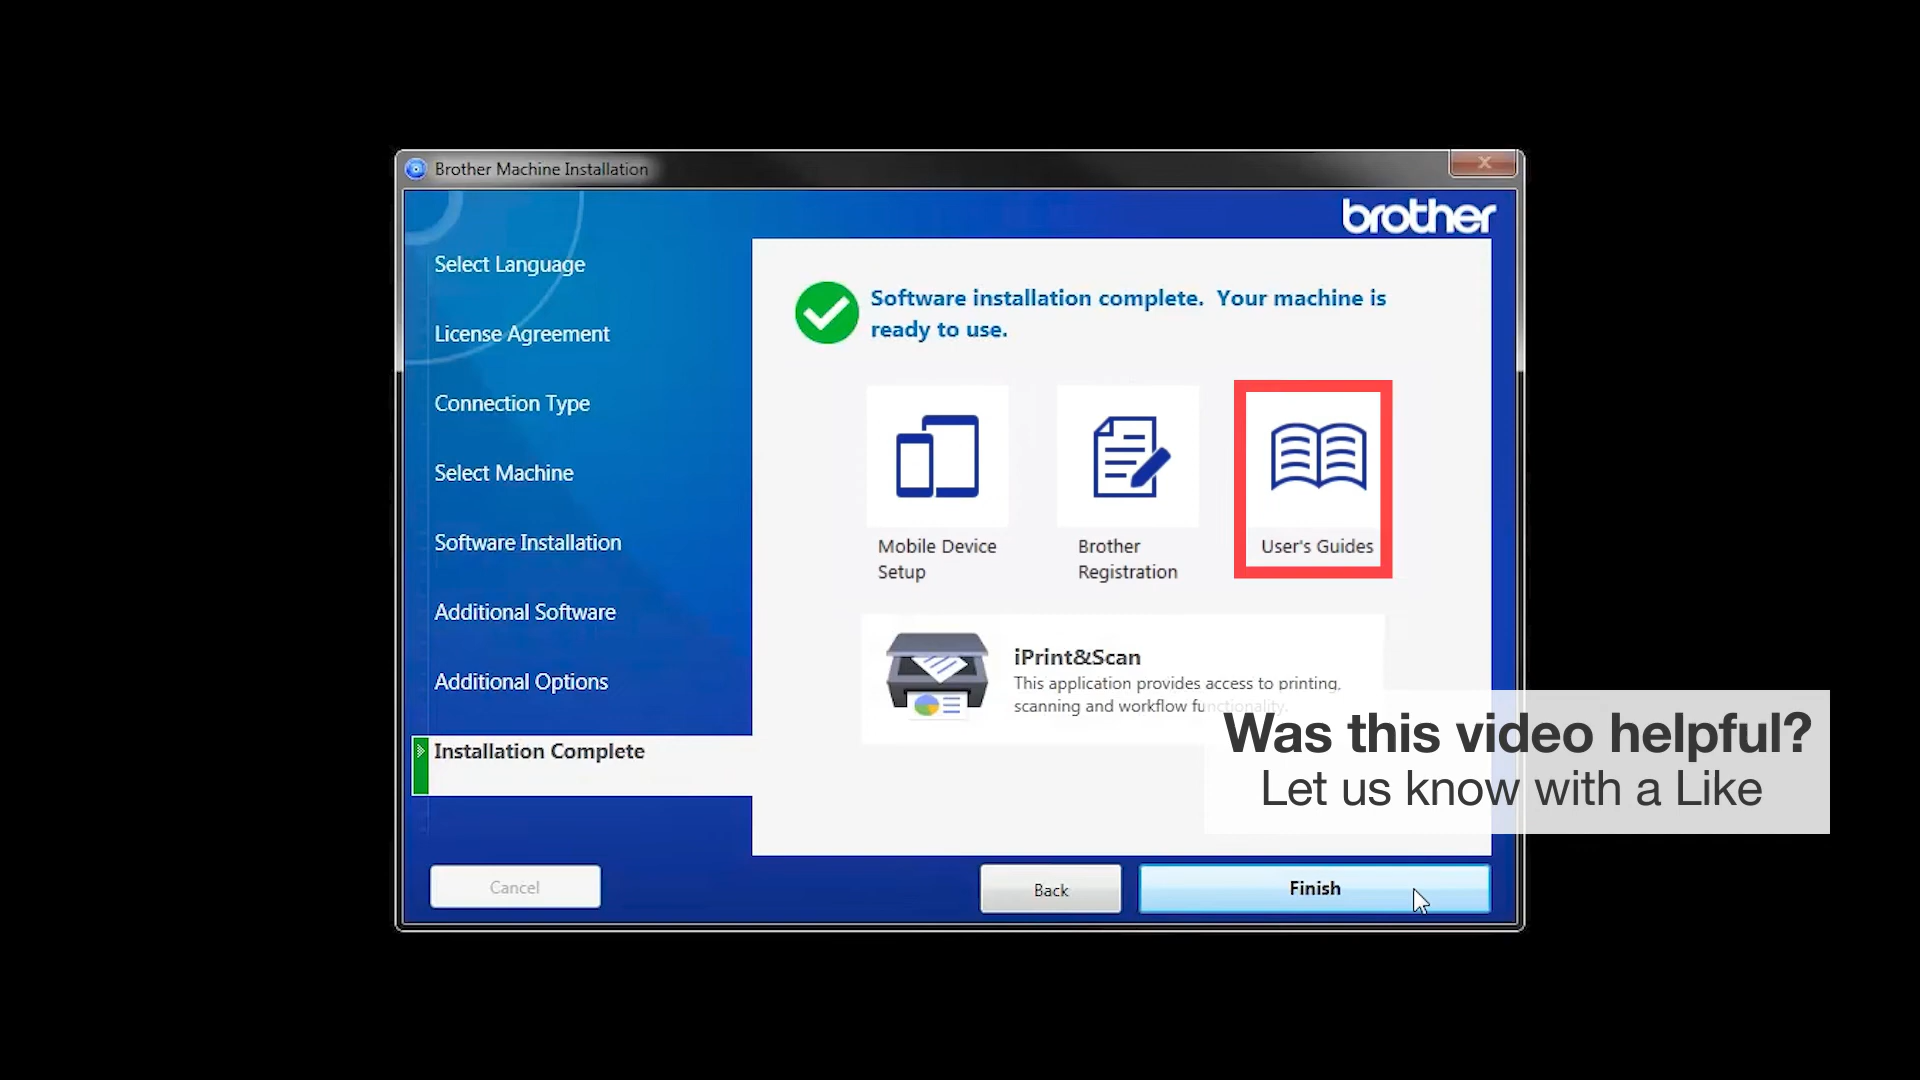 Brother Machine Installation
brother
Select Language
License Agreement
Connection Type
Select Machine
Software Installation
Additional Software
Additional Options
Installation Complete
Software installation complete. Your machine is
ready to use.
Mobile Device
Setup
Brother
Registration
User's Guides
iPrint&Scan
This application provides access to printing,
scanning and workflow functionality.
Was this video helpful?
Let us know with a Like
Cancel
Back
Finish